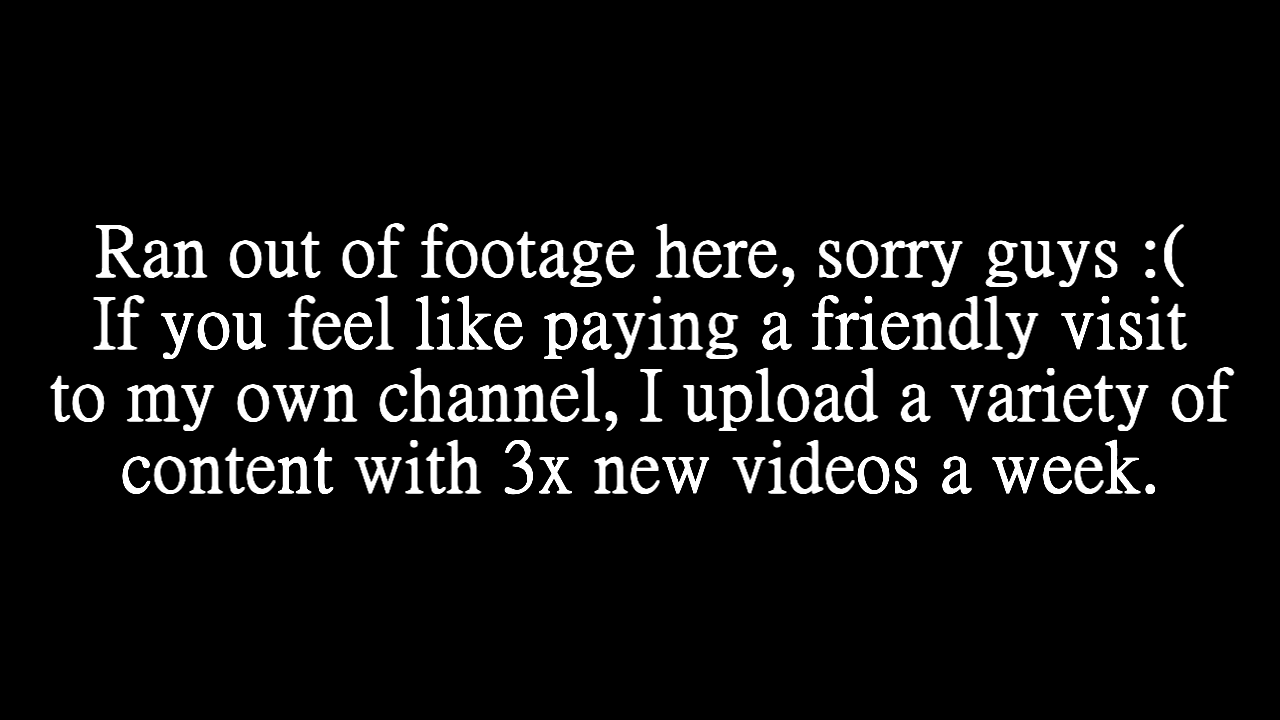 Ran out of footage here, sorry guys :(
If you feel like paying a friendly visit
to my own channel, I upload a variety of
content with 3x new videos a week.